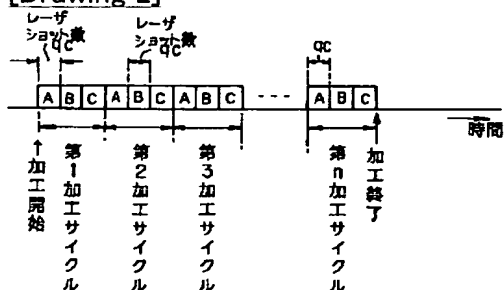 [Drawing 2]
レーザ
ショット数
qc
レーザ
ショット数
qc
qc
A B C A B C A B C --- A B C
時間
加工開始
第1加工サイクル
第2加工サイクル
第3加工サイクル
第n加工サイクル
加工終了